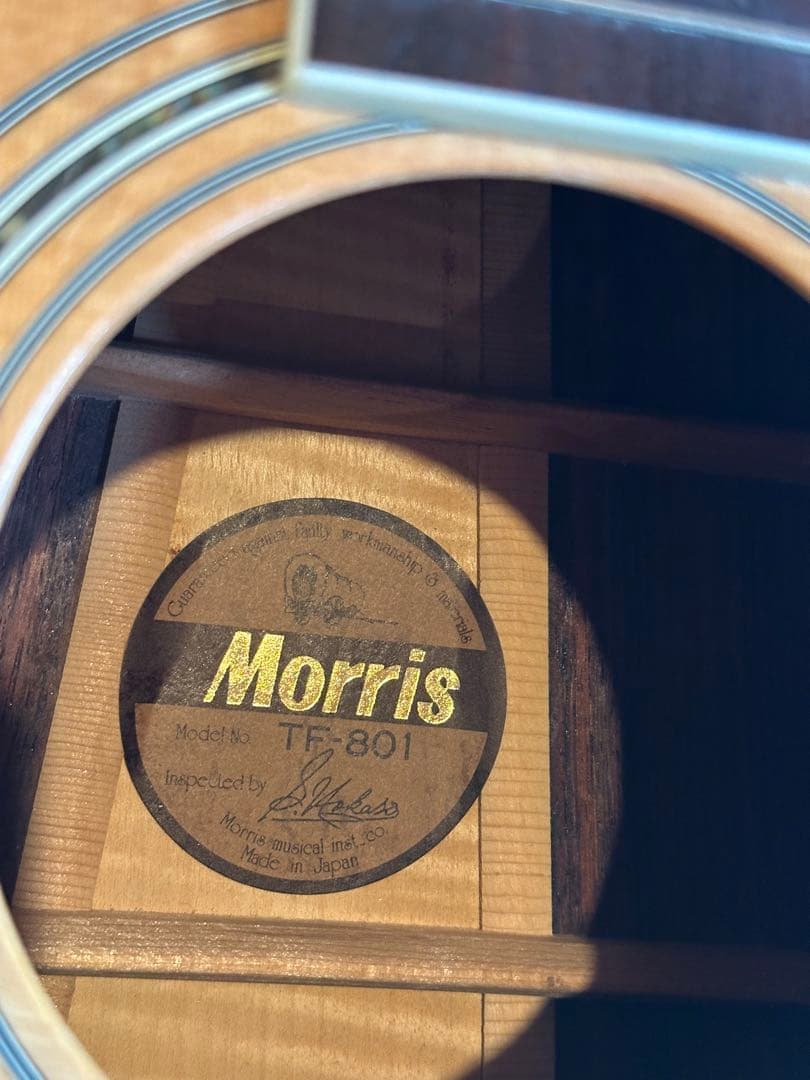 Guaranteed against faulty workmanship & materials
Morris
Model No. TF-801
Inspected by
Morris musical inst. co.
Made in Japan